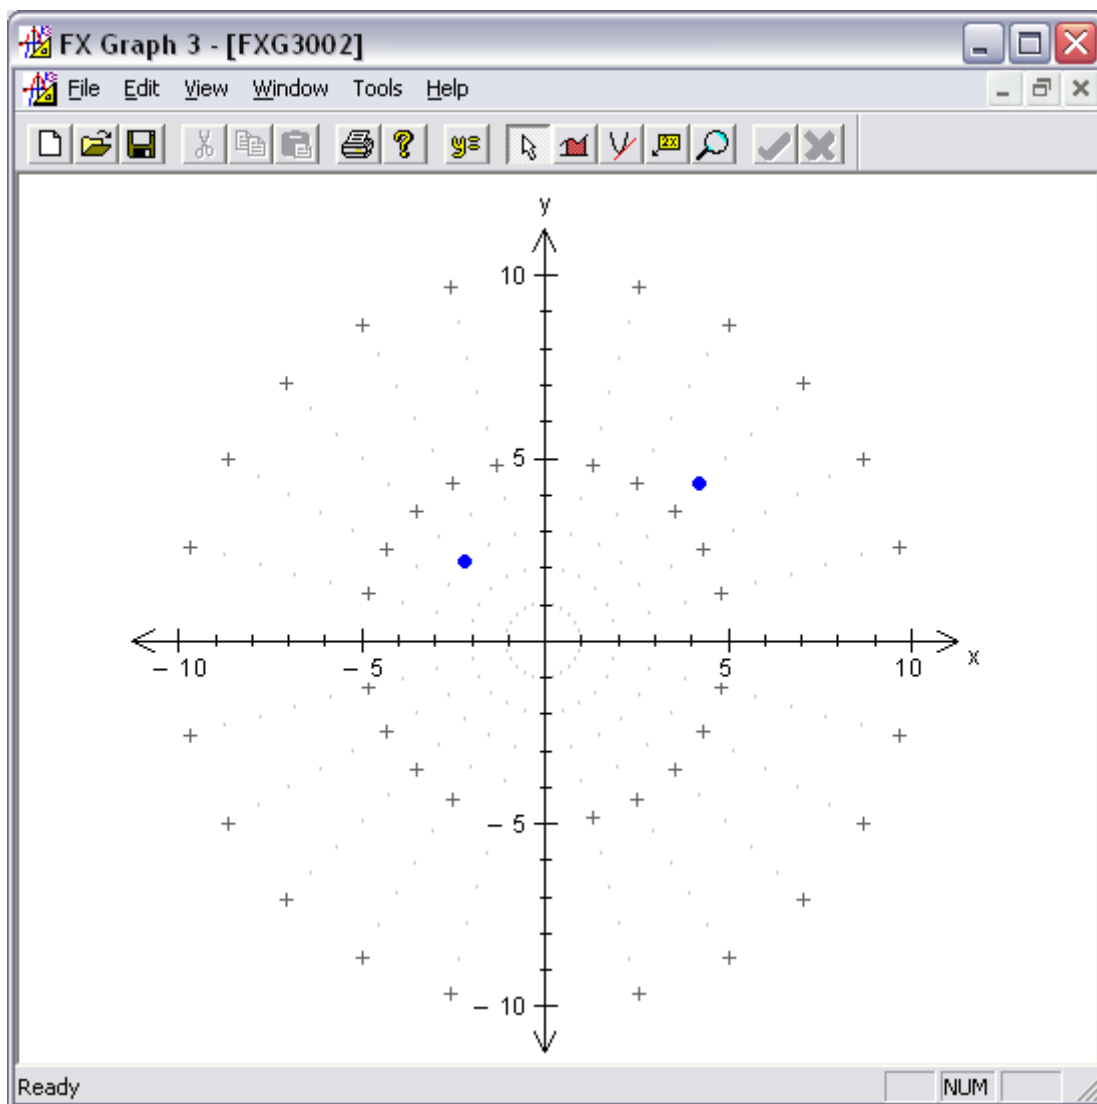 FX Graph 3 - [FXG3002]
File Edit View Window Tools Help
y= 2x
y
10
5
– 10 – 5 5 10 x
– 5
– 10
Ready NUM